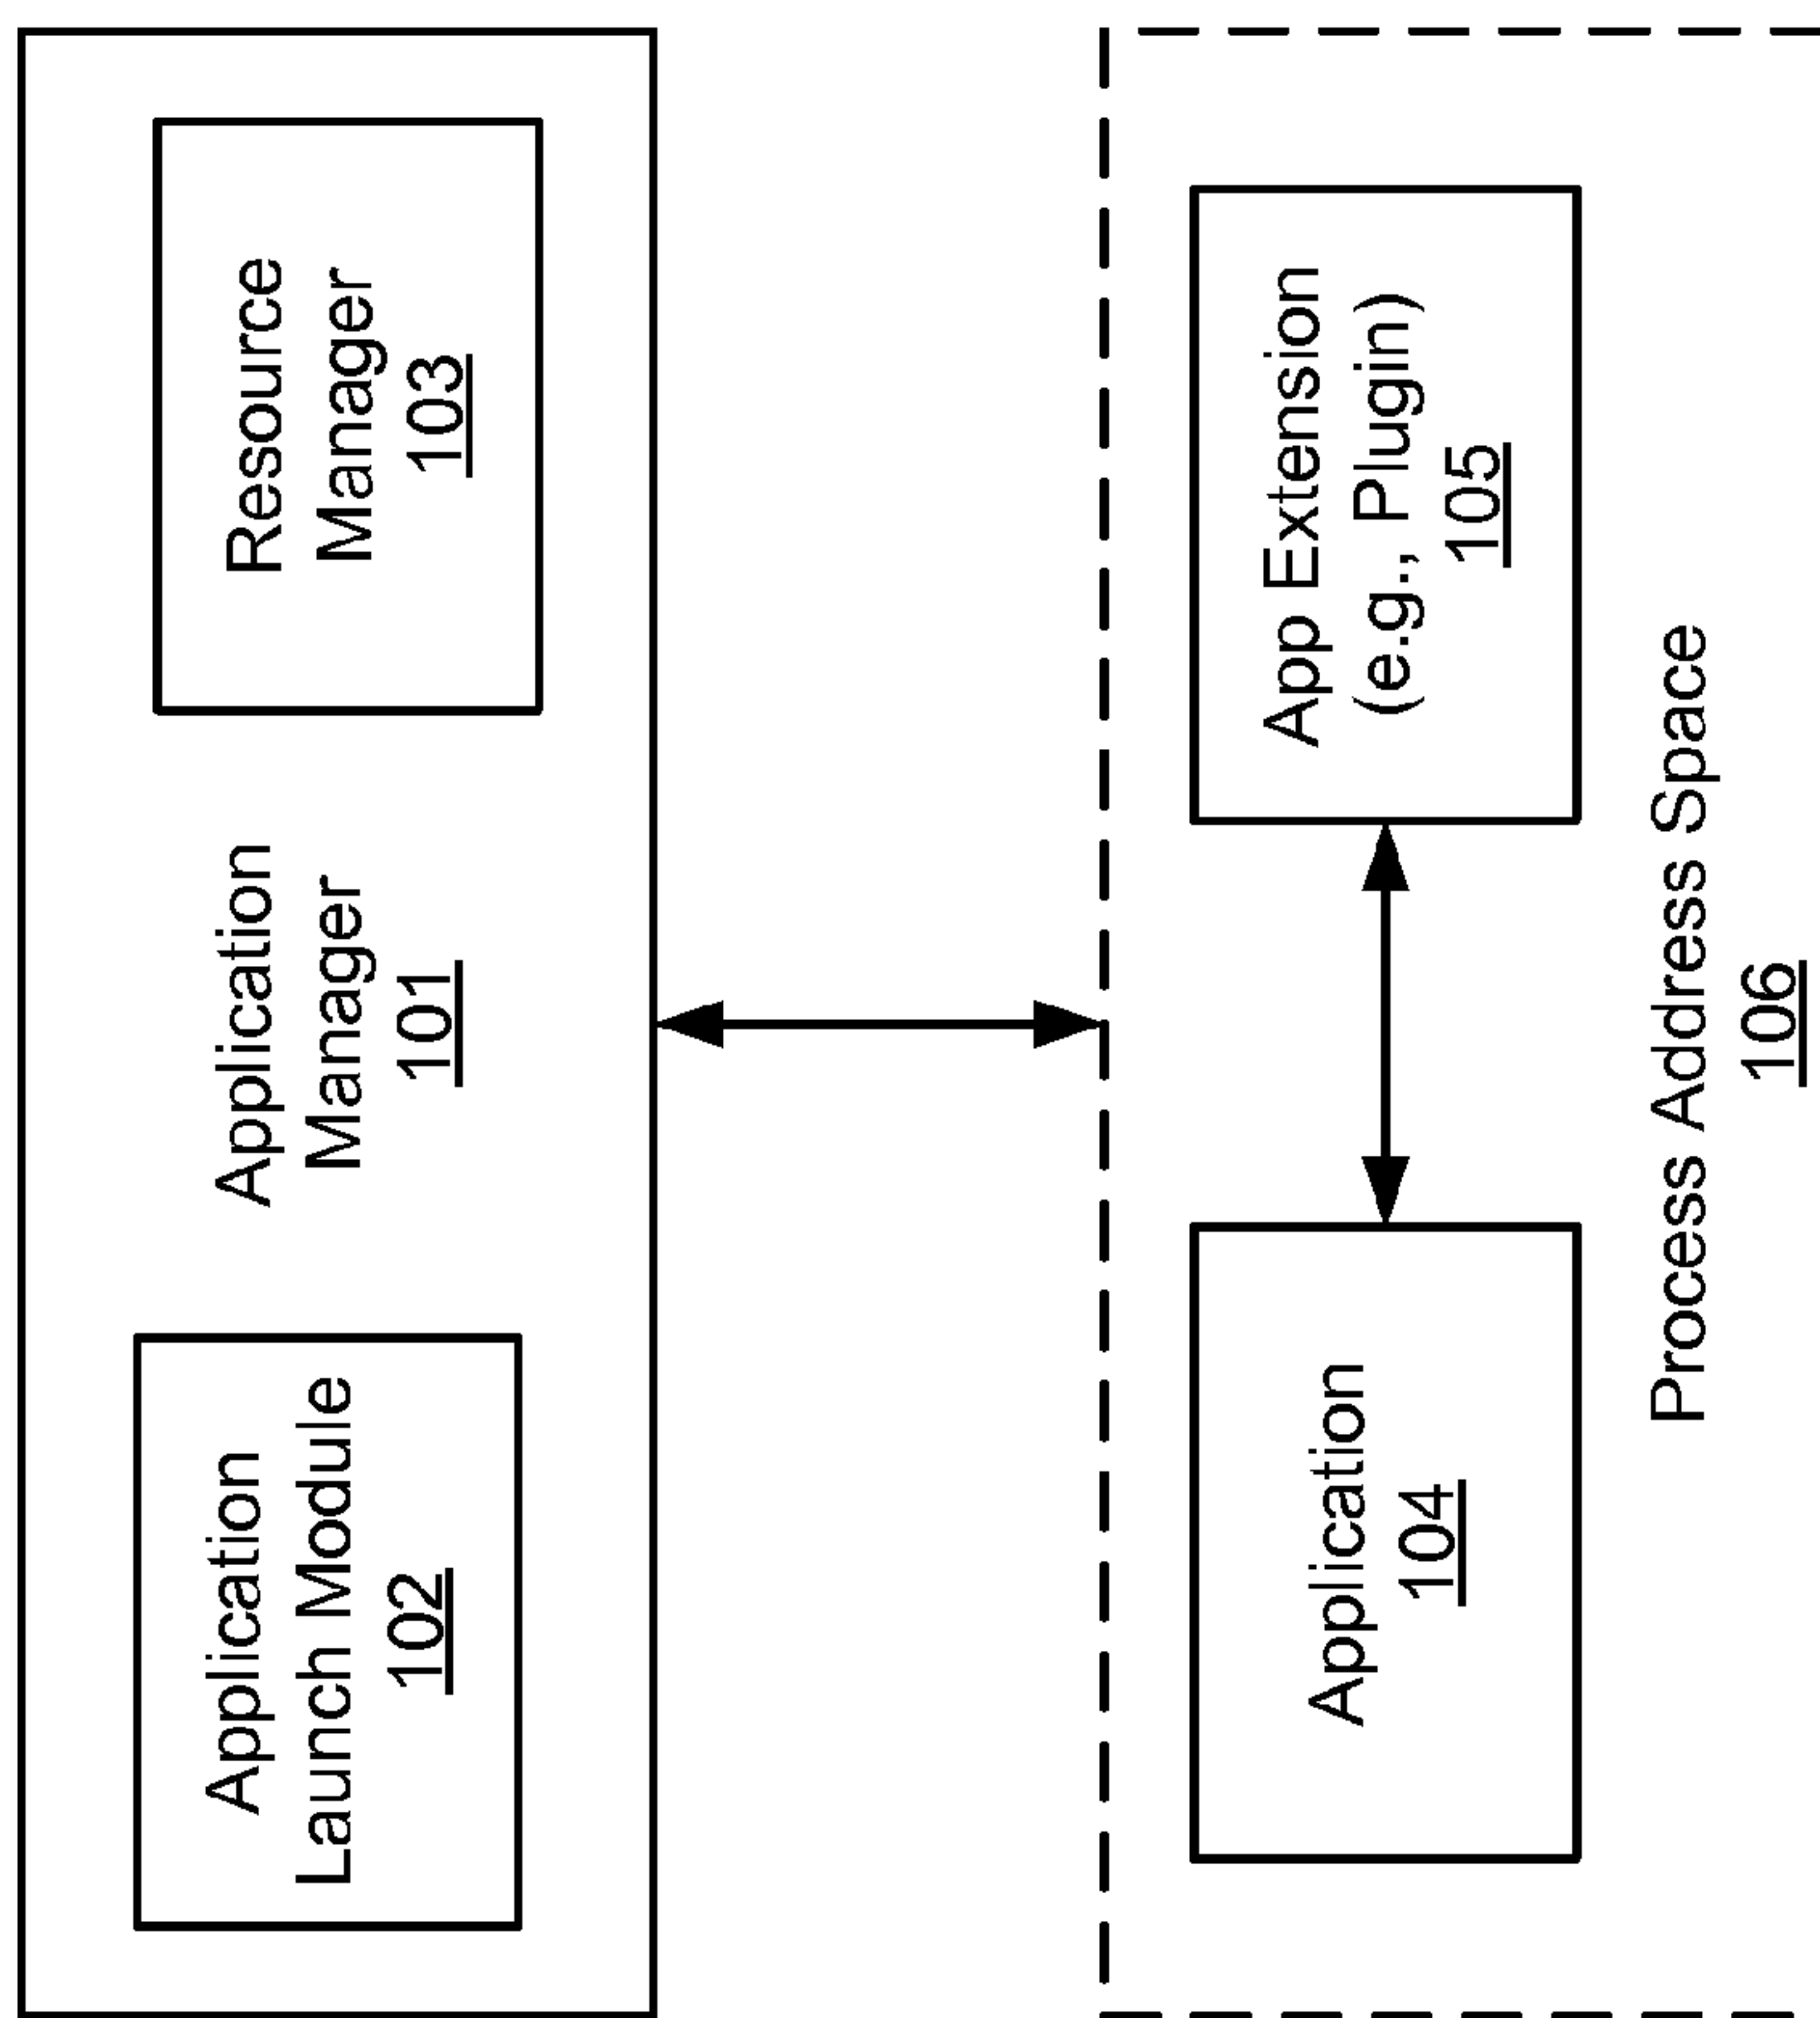 Application
Launch Module
102
Application
Manager
101
Resource
Manager
103
Application
104
App Extension
(e.g., Plugin)
105
Process Address Space
106